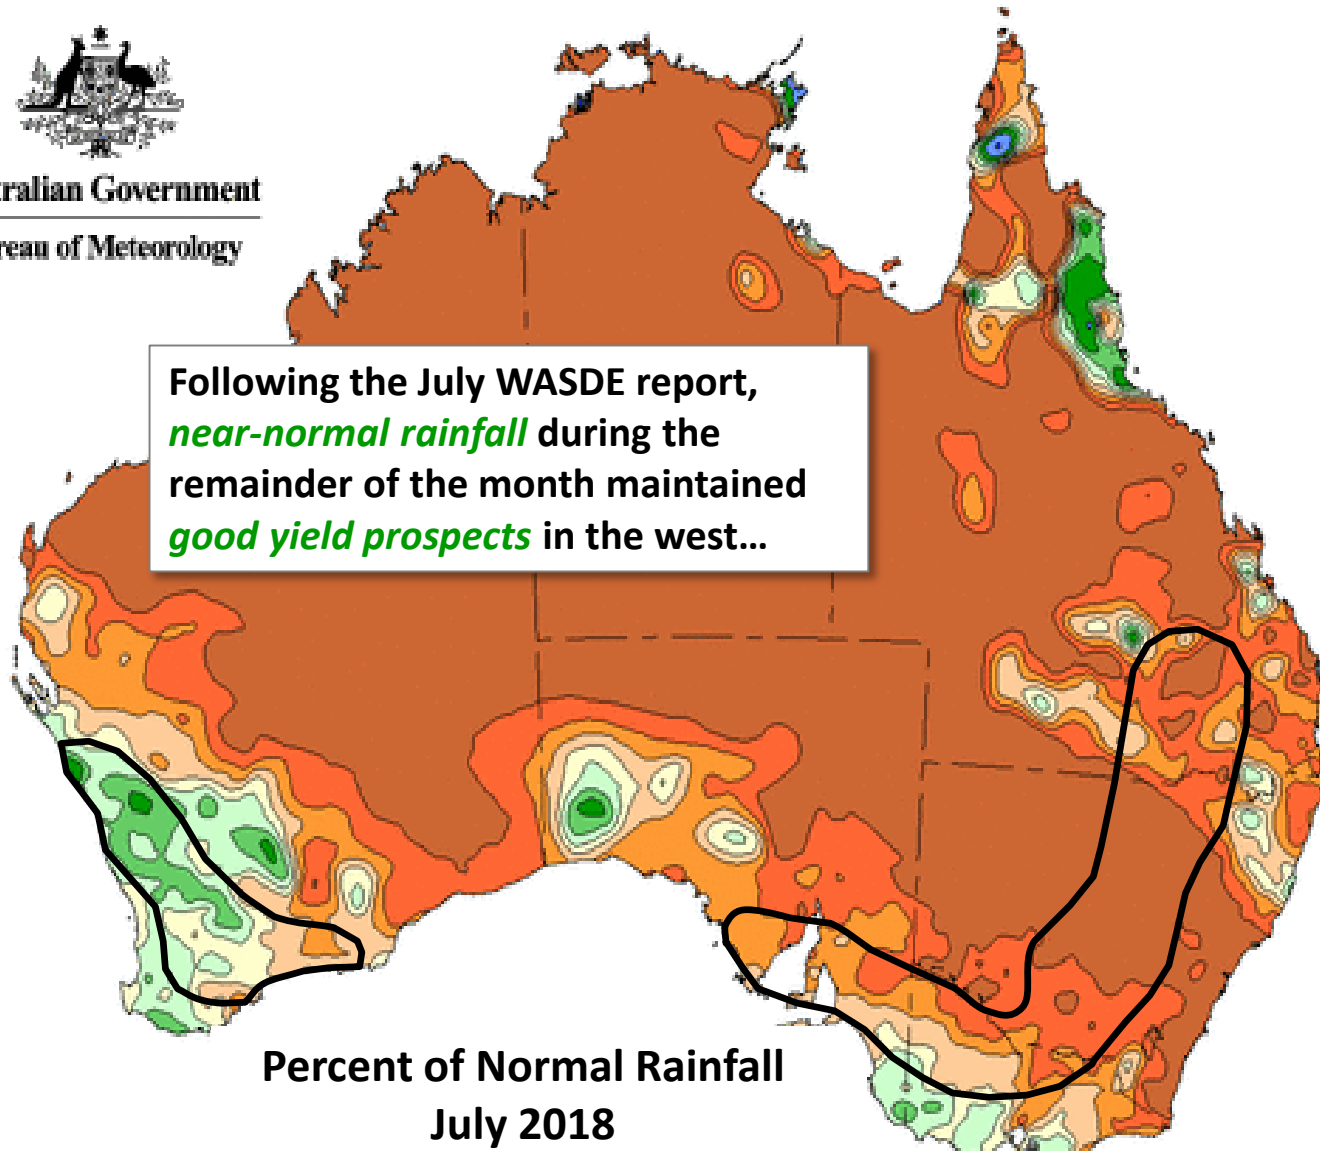 tralian Government
reau of Meteorology
Following the July WASDE report,
near-normal rainfall during the
remainder of the month maintained
good yield prospects in the west…
Percent of Normal Rainfall
July 2018